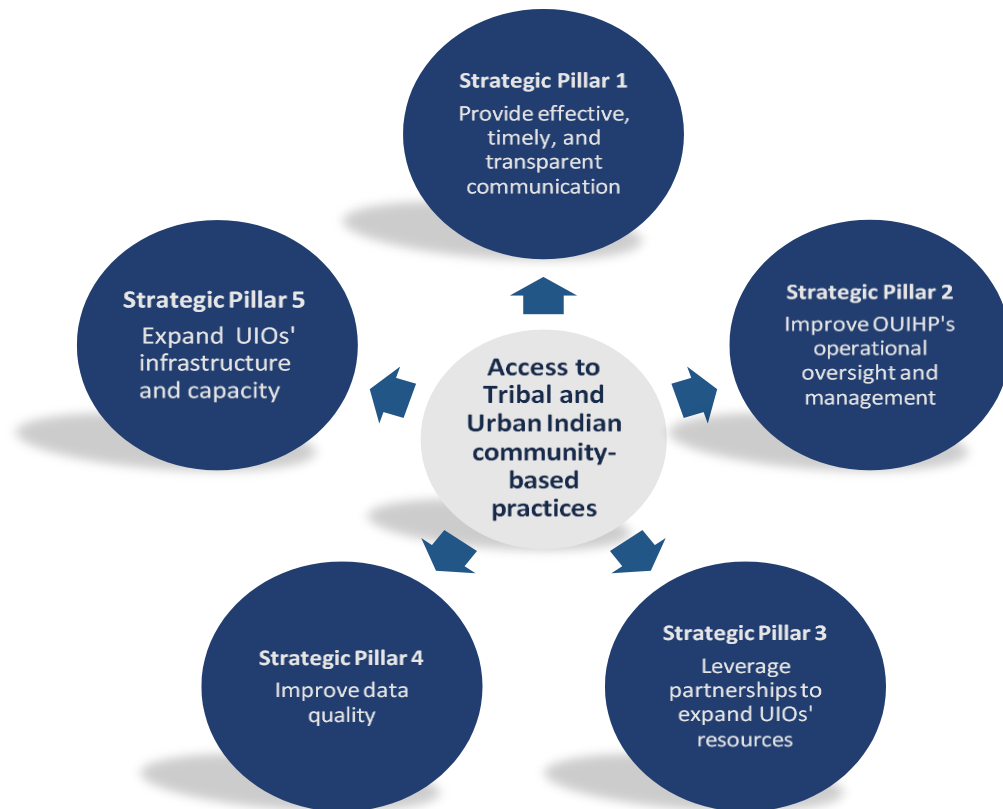 Strategic Pillar 1
Provide effective,
timely, and
transparent
communication
Strategic Pillar 2
Improve OUIHP's
operational
oversight and
management
Strategic Pillar 3
Leverage
partnerships to
expand UIOs'
resources
Strategic Pillar 4
Improve data
quality
Strategic Pillar 5
Expand UIOs'
infrastructure
and capacity
Access to
Tribal and
Urban Indian
community-
based
practices